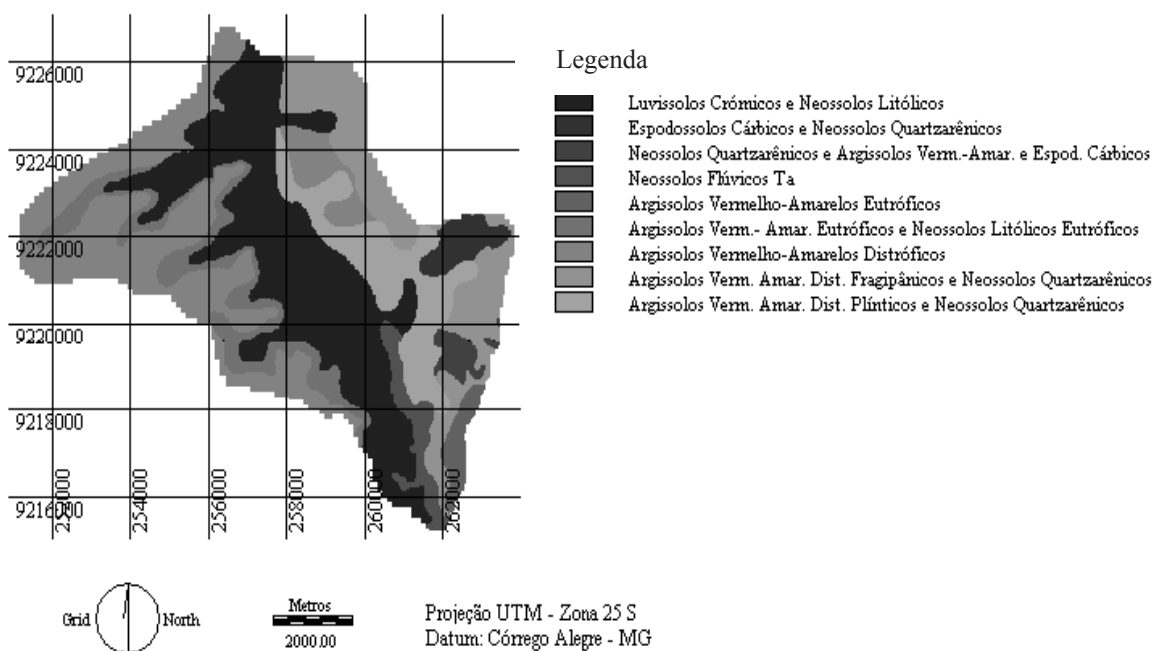 Legenda
Luvissolos Crómicos e Neossolos Litólicos
Espodossolos Cárbicos e Neossolos Quartzarênicos
Neossolos Quartzarênicos e Argissolos Verm.-Amar. e Espod. Cárbicos
Neossolos Flúvicos Ta
Argissolos Vermelho-Amarelos Eutróficos
Argissolos Verm.- Amar. Eutróficos e Neossolos Litólicos Eutróficos
Argissolos Vermelho-Amarelos Distróficos
Argissolos Verm. Amar. Dist. Fragipânicos e Neossolos Quartzarênicos
Argissolos Verm. Amar. Dist. Plínticos e Neossolos Quartzarênicos
9226000
9224000
9222000
9220000
9218000
9216000
252000
254000
256000
258000
260000
262000
Grid North
Metros
2000.00
Projeção UTM - Zona 25 S
Datum: Córrego Alegre - MG